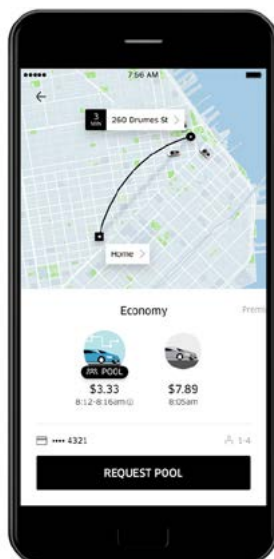 7:56 AM
3 MIN 260 Drumes St >
Home >
Economy
Premi
POOL
$3.33
$7.89
8:12-8:16am
8:05am
•••• 4321
1-4
REQUEST POOL